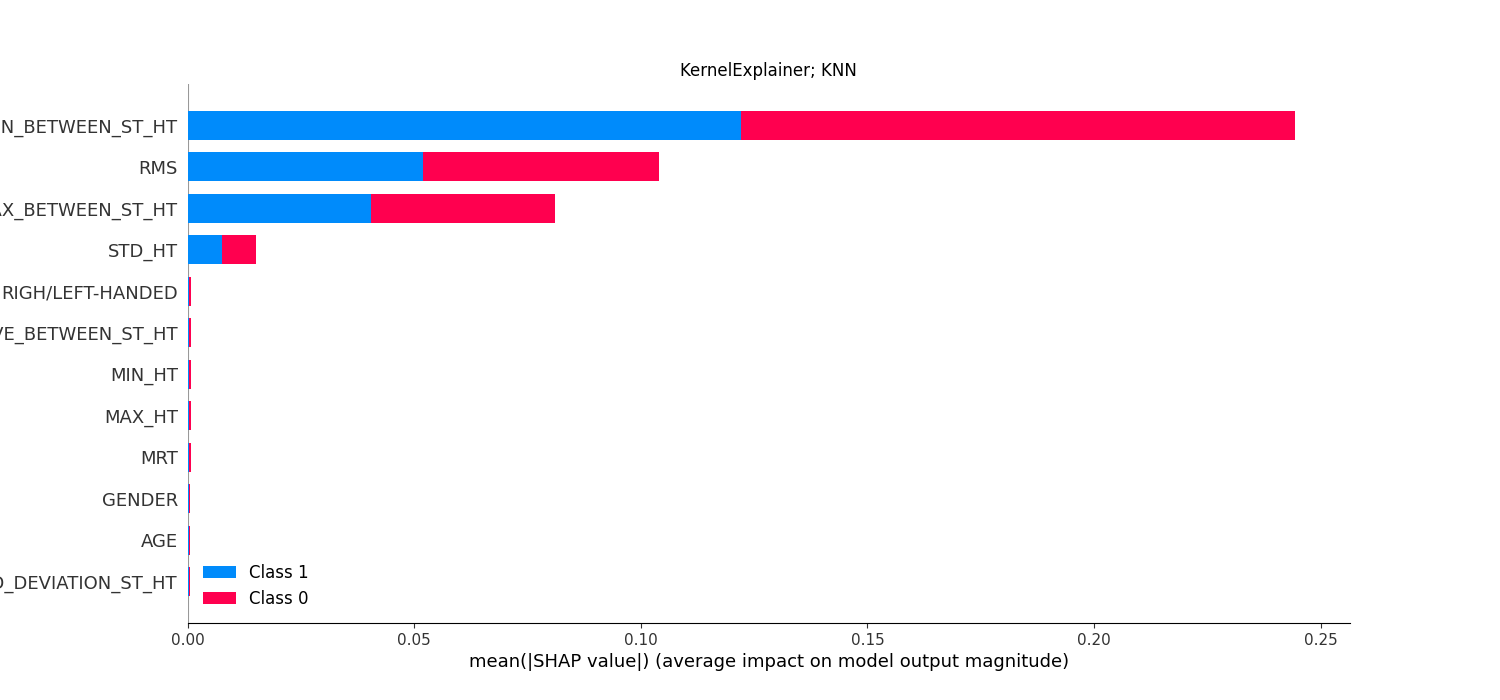 KernelExplainer; KNN
N_BETWEEN_ST_HT
RMS
AX_BETWEEN_ST_HT
STD_HT
RIGH/LEFT-HANDED
VE_BETWEEN_ST_HT
MIN_HT
MAX_HT
MRT
GENDER
AGE
D_DEVIATION_ST_HT
Class 1
Class 0
0.00 0.05 0.10 0.15 0.20 0.25
mean(|SHAP value|) (average impact on model output magnitude)